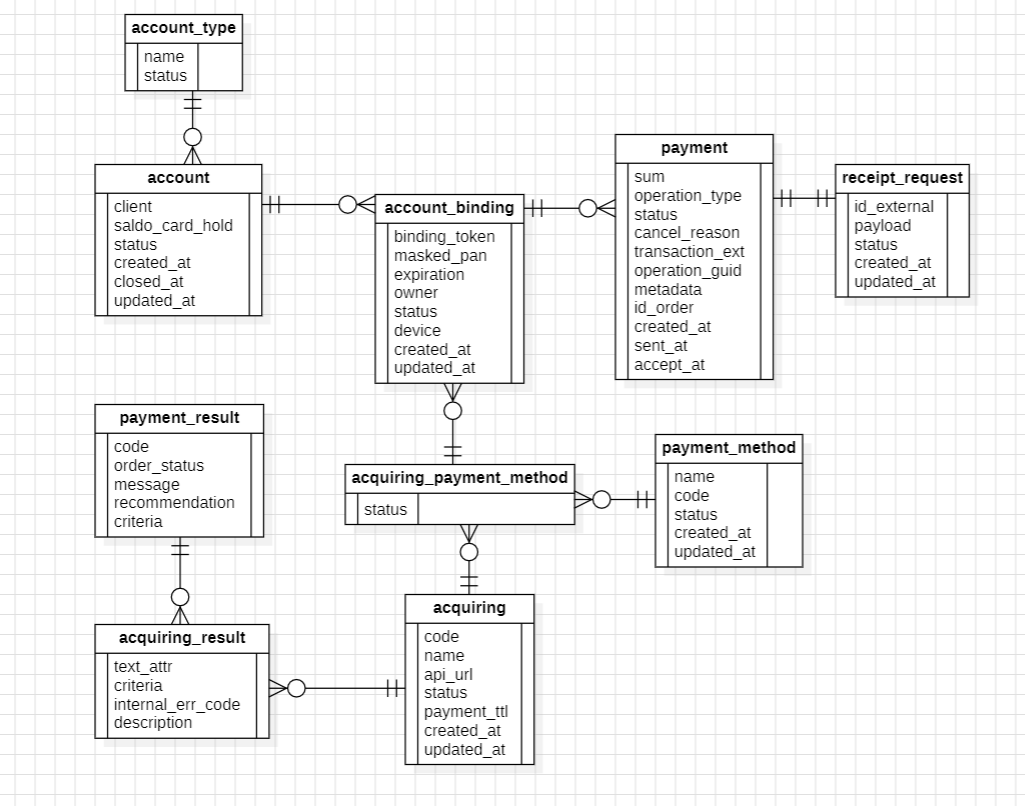 account_type
name
status
account
client
saldo_card_hold
status
created_at
closed_at
updated_at
account_binding
binding_token
masked_pan
expiration
owner
status
device
created_at
updated_at
payment
sum
operation_type
status
cancel_reason
transaction_ext
operation_guid
metadata
id_order
created_at
sent_at
accept_at
receipt_request
id_external
payload
status
created_at
updated_at
payment_result
code
order_status
message
recommendation
criteria
acquiring_payment_method
status
payment_method
name
code
status
created_at
updated_at
acquiring_result
text_attr
criteria
internal_err_code
description
acquiring
code
name
api_url
status
payment_ttl
created_at
updated_at